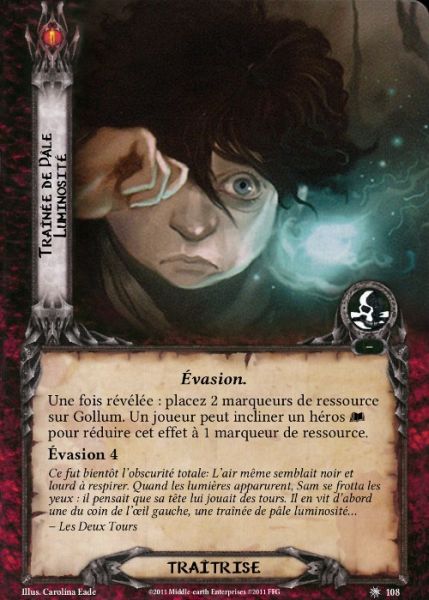 Traînée de Pâle
Luminosité
Évasion.
Une fois révélée : placez 2 marqueurs de ressource
sur Gollum. Un joueur peut incliner un héros
pour réduire cet effet à 1 marqueur de ressource.
Évasion 4
Ce fut bientôt l'obscurité totale: L'air même semblait noir et
lourd à respirer. Quand les lumières apparurent, Sam se frotta les
yeux : il pensait que sa tête lui jouait des tours. Il en vit d'abord
une du coin de l'œil gauche, une traînée de pâle luminosité...
– Les Deux Tours
TRAÎTRISE
Illus. Carolina Eade
©2011 Middle-earth Enterprises ©2011 FFG
108